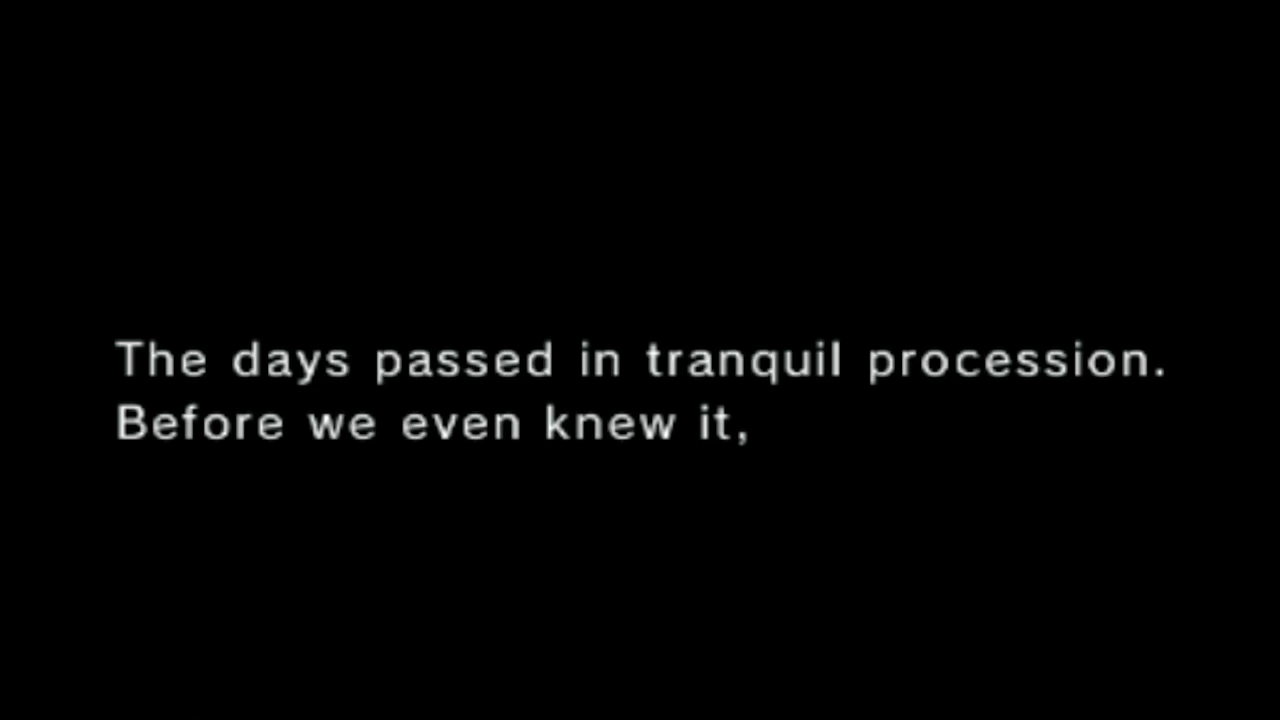 The days passed in tranquil procession.
Before we even knew it,